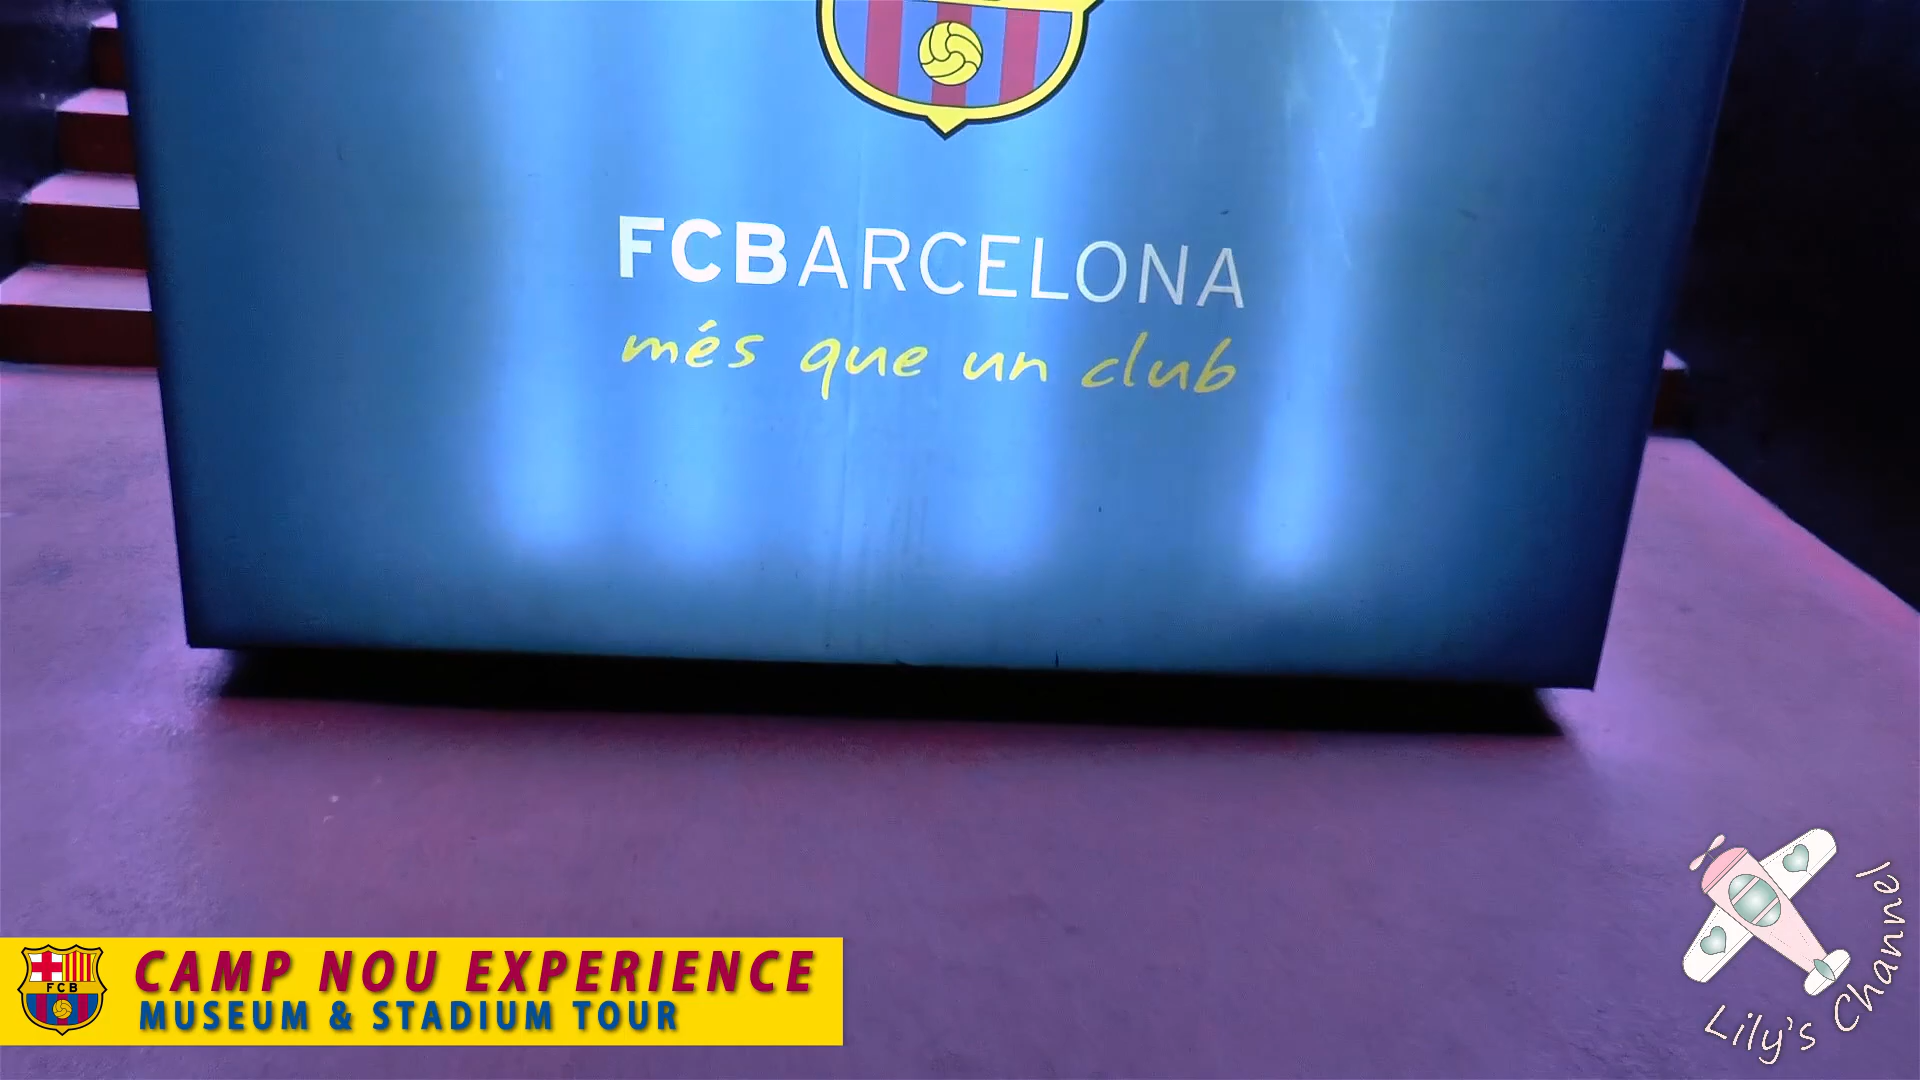 FCBARCELONA
més que un club
FCB
CAMP NOU EXPERIENCE
MUSEUM & STADIUM TOUR
Lily's Channel